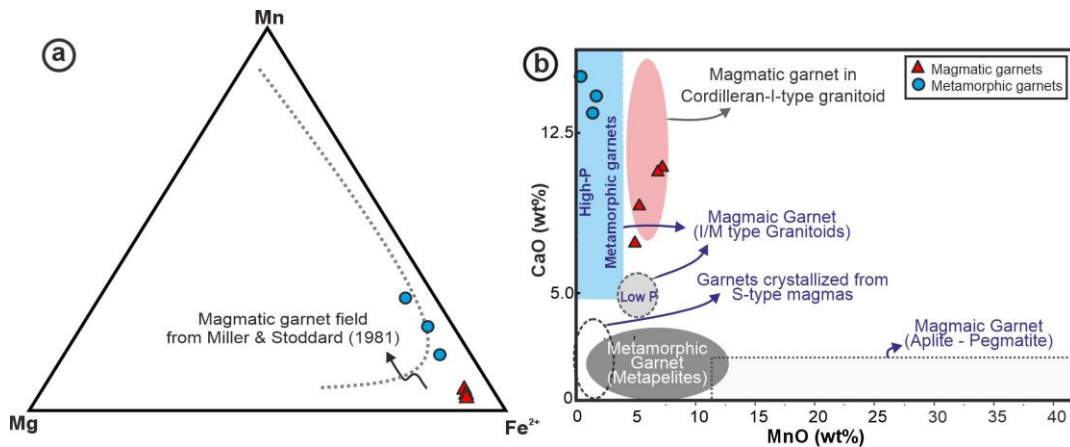 a
Mn
Mg
Fe²⁺
Magmatic garnet field
from Miller & Stoddard (1981)
b
CaO (wt%)
12.5
5.0
0
0
5
10
15
20
25
30
35
40
MnO (wt%)
Magmatic garnets
Metamorphic garnets
Magmatic garnet in
Cordilleran-I-type granitoid
High-P
Metamorphic garnets
Magmaic Garnet
(I/M type Granitoids)
Low P
Garnets crystallized from
S-type magmas
Magmaic Garnet
(Aplite - Pegmatite)
Metamorphic
Garnet
(Metapelites)